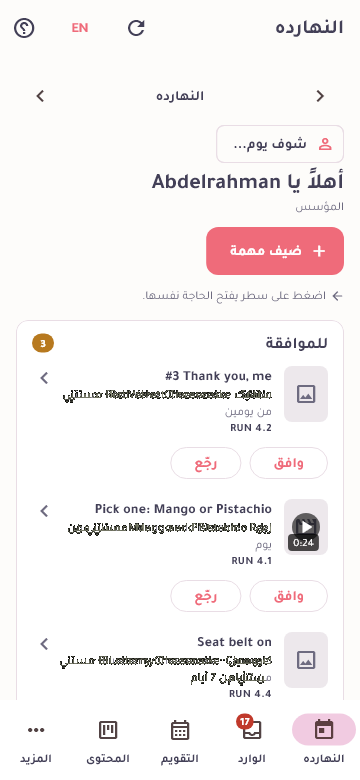 النهارده
EN
النهارده
شوف يوم...
أهلاً يا Abdelrahman
المؤسس
+ ضيف مهمة
← اضغط على سطر يفتح الحاجة نفسها.
للموافقة
3
#3 Thank you, me
من يومين
RUN 4.2
وافق
رجّع
Pick one: Mango or Pistachio
0:24
يوم
RUN 4.1
وافق
رجّع
Seat belt on
RUN 4.4
النهارده
الوارد
17
التقويم
المحتوى
المزيد